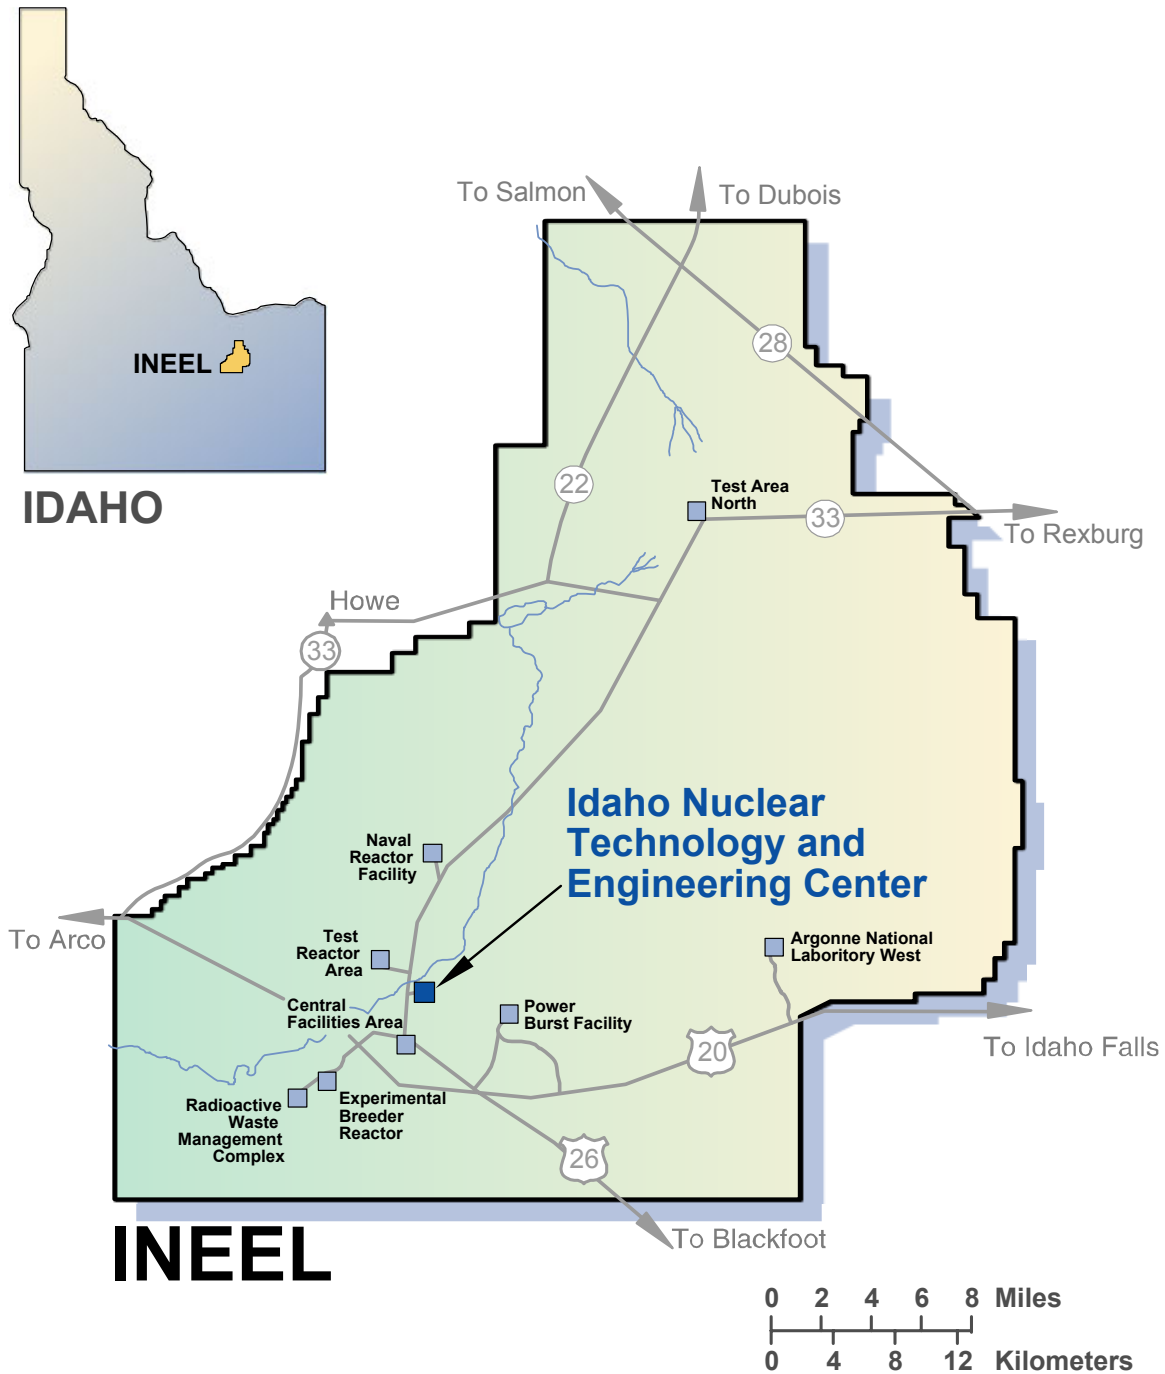 INEEL
IDAHO
To Salmon
To Dubois
28
22
Test Area
North
33
To Rexburg
Howe
33
Idaho Nuclear
Technology and
Engineering Center
Naval
Reactor
Facility
To Arco
Test
Reactor
Area
Argonne National
Laboritory West
Central
Facilities Area
Power
Burst Facility
20
To Idaho Falls
Radioactive
Waste
Management
Complex
Experimental
Breeder
Reactor
26
To Blackfoot
INEEL
0 2 4 6 8 Miles
0 4 8 12 Kilometers